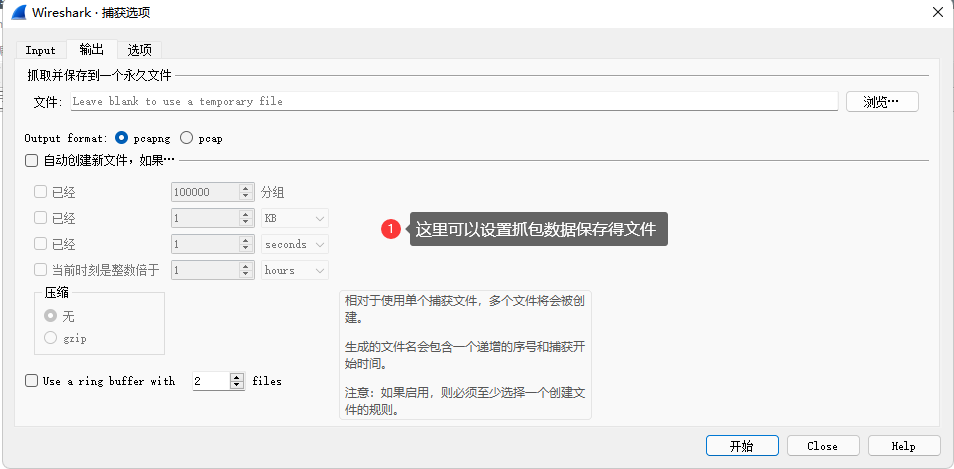 Wireshark · 捕获选项
Input 输出 选项
抓取并保存到一个永久文件
文件: Leave blank to use a temporary file 浏览…
Output format: pcapng pcap
自动创建新文件，如果…
已经 100000 分组
已经 1 KB
已经 1 seconds
当前时刻是整数倍于 1 hours
1 这里可以设置抓包数据保存得文件
压缩
无
gzip
相对于使用单个捕获文件，多个文件将会被创
建。
生成的文件名会包含一个递增的序号和捕获开
始时间。
注意：如果启用，则必须至少选择一个创建文
件的规则。
Use a ring buffer with 2 files
开始 Close Help